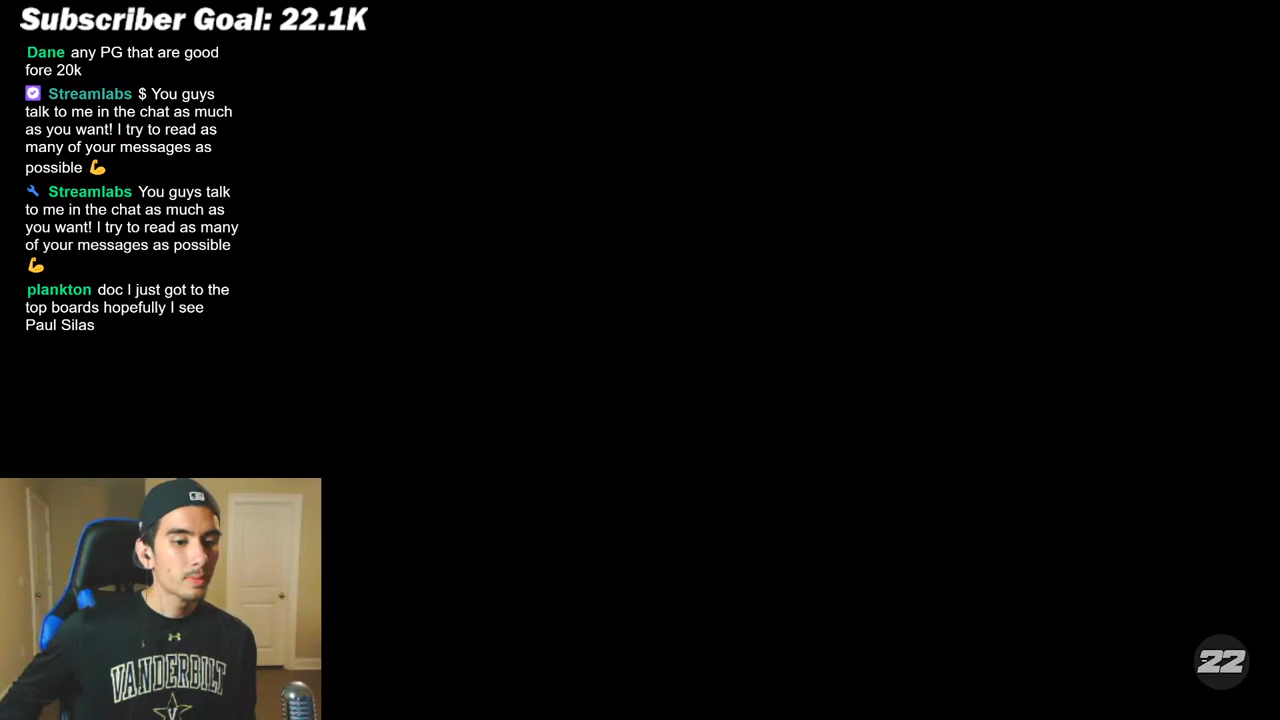 Subscriber Goal: 22.1K
Dane any PG that are good
fore 20k
Streamlabs $ You guys
talk to me in the chat as much
as you want! I try to read as
many of your messages as
possible 💪
Streamlabs You guys talk
to me in the chat as much as
you want! I try to read as many
of your messages as possible
💪
plankton doc I just got to the
top boards hopefully I see
Paul Silas
VANDERBILT
V
22